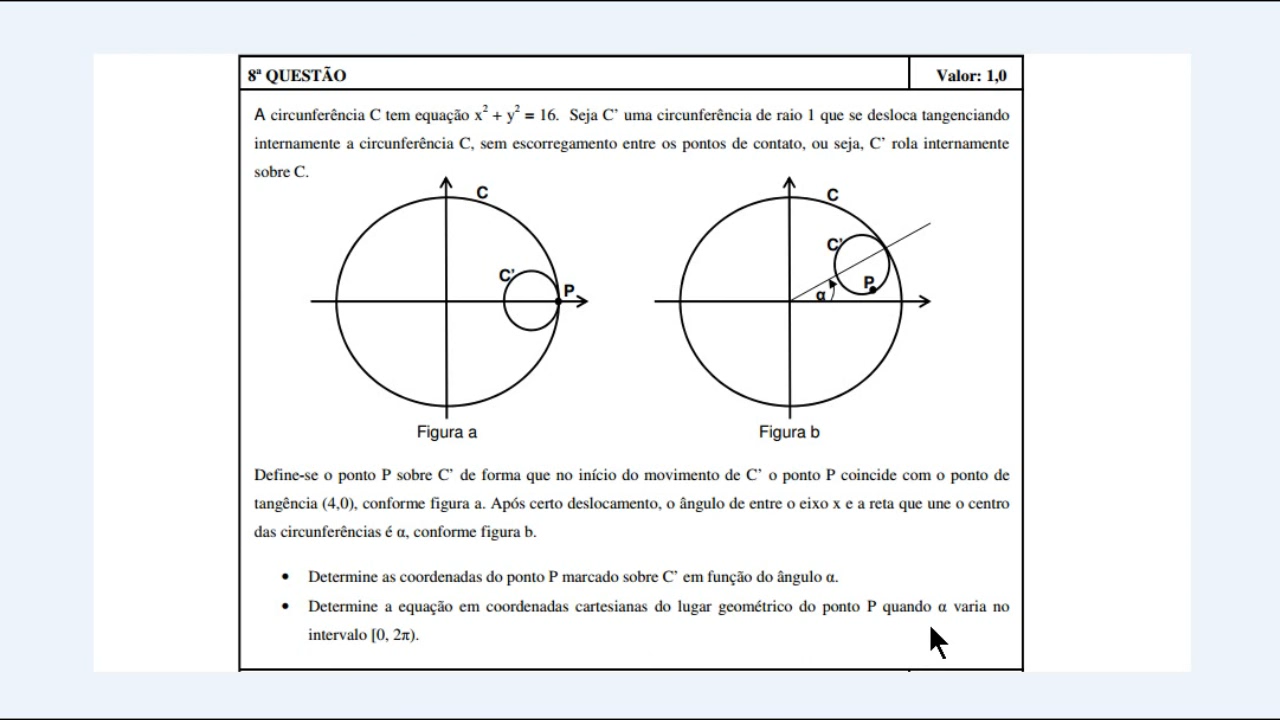 8ª QUESTÃO
Valor: 1,0
A circunferência C tem equação x² + y² = 16. Seja C' uma circunferência de raio 1 que se desloca tangenciando
internamente a circunferência C, sem escorregamento entre os pontos de contato, ou seja, C' rola internamente
sobre C.
C
C'
P
Figura a
C
C'
P
α
Figura b
Define-se o ponto P sobre C' de forma que no início do movimento de C' o ponto P coincide com o ponto de
tangência (4,0), conforme figura a. Após certo deslocamento, o ângulo de entre o eixo x e a reta que une o centro
das circunferências é α, conforme figura b.
• Determine as coordenadas do ponto P marcado sobre C' em função do ângulo α.
• Determine a equação em coordenadas cartesianas do lugar geométrico do ponto P quando α varia no
intervalo [0, 2π).